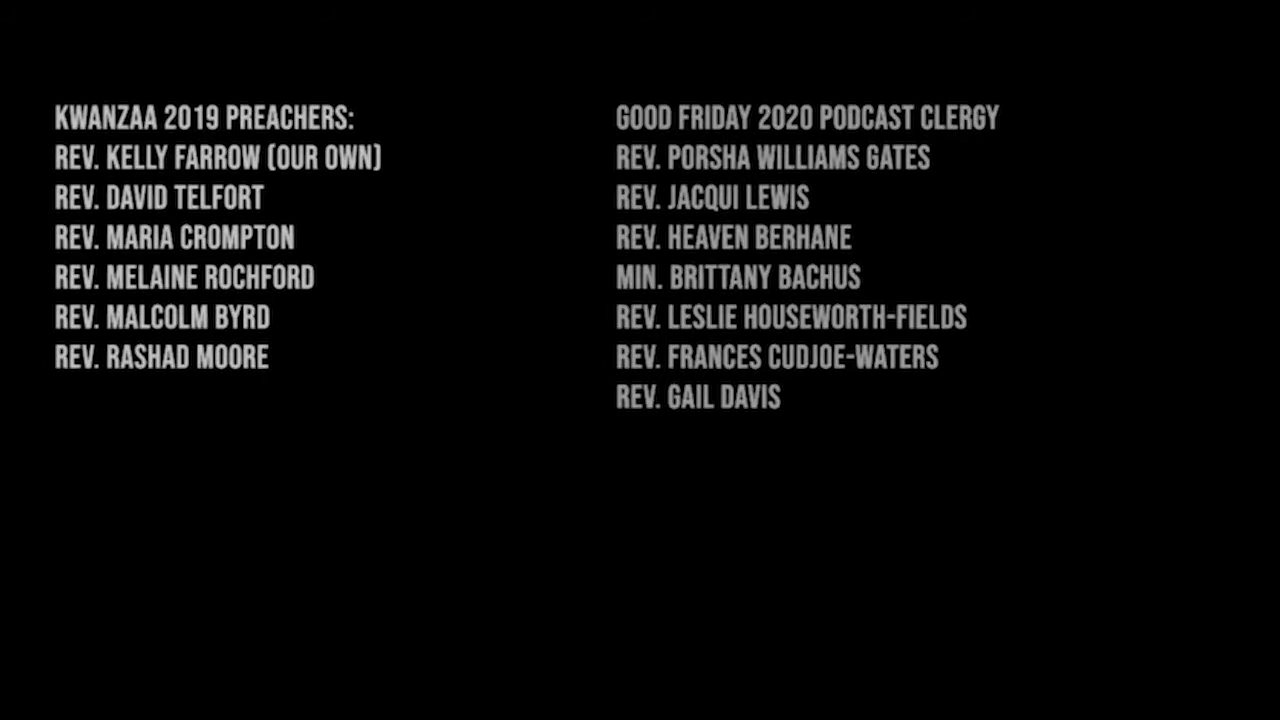 KWANZAA 2019 PREACHERS:
REV. KELLY FARROW (OUR OWN)
REV. DAVID TELFORT
REV. MARIA CROMPTON
REV. MELAINE ROCHFORD
REV. MALCOLM BYRD
REV. RASHAD MOORE
GOOD FRIDAY 2020 PODCAST CLERGY
REV. PORSHA WILLIAMS GATES
REV. JACQUI LEWIS
REV. HEAVEN BERHANE
MIN. BRITTANY BACHUS
REV. LESLIE HOUSEWORTH-FIELDS
REV. FRANCES CUDJOE-WATERS
REV. GAIL DAVIS